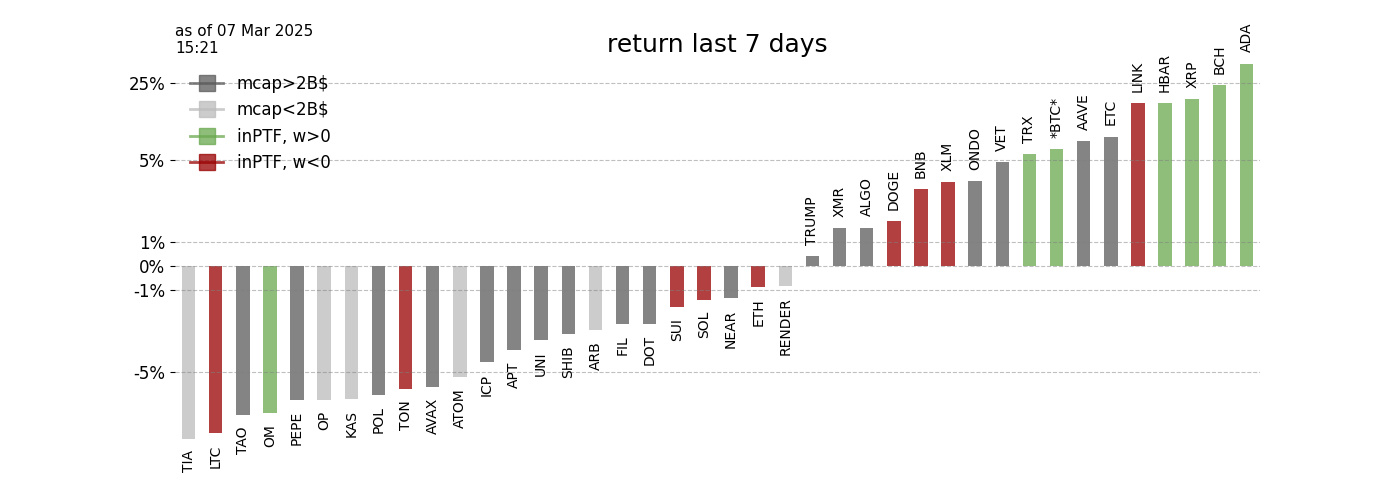 as of 07 Mar 2025
15:21
return last 7 days
mcap>2B$
mcap<2B$
inPTF, w>0
inPTF, w<0
25%
5%
1%
0%
-1%
-5%
TIA
LTC
TAO
OM
PEPE
OP
KAS
POL
TON
AVAX
ATOM
ICP
APT
UNI
SHIB
ARB
FIL
DOT
SUI
SOL
NEAR
ETH
RENDER
TRUMP
XMR
ALGO
DOGE
BNB
XLM
ONDO
VET
TRX
*BTC*
AAVE
ETC
LINK
HBAR
XRP
BCH
ADA